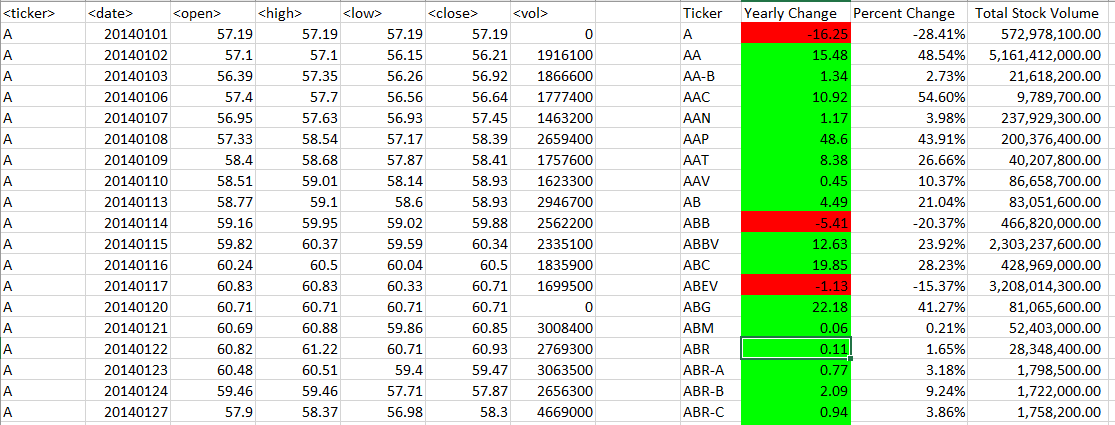 <ticker> <date> <open> <high> <low> <close> <vol> Ticker Yearly Change Percent Change Total Stock Volume
A 20140101 57.19 57.19 57.19 57.19 0 A -16.25 -28.41% 572,978,100.00
A 20140102 57.1 57.1 56.15 56.21 1916100 AA 15.48 48.54% 5,161,412,000.00
A 20140103 56.39 57.35 56.26 56.92 1866600 AA-B 1.34 2.73% 21,618,200.00
A 20140106 57.4 57.7 56.56 56.64 1777400 AAC 10.92 54.60% 9,789,700.00
A 20140107 56.95 57.63 56.93 57.45 1463200 AAN 1.17 3.98% 237,929,300.00
A 20140108 57.33 58.54 57.17 58.39 2659400 AAP 48.6 43.91% 200,376,400.00
A 20140109 58.4 58.68 57.87 58.41 1757600 AAT 8.38 26.66% 40,207,800.00
A 20140110 58.51 59.01 58.14 58.93 1623300 AAV 0.45 10.37% 86,658,700.00
A 20140113 58.77 59.1 58.6 58.93 2946700 AB 4.49 21.04% 83,051,600.00
A 20140114 59.16 59.95 59.02 59.88 2562200 ABB -5.41 -20.37% 466,820,000.00
A 20140115 59.82 60.37 59.59 60.34 2335100 ABBV 12.63 23.92% 2,303,237,600.00
A 20140116 60.24 60.5 60.04 60.5 1835900 ABC 19.85 28.23% 428,969,000.00
A 20140117 60.83 60.83 60.33 60.71 1699500 ABEV -1.13 -15.37% 3,208,014,300.00
A 20140120 60.71 60.71 60.71 60.71 0 ABG 22.18 41.27% 81,065,600.00
A 20140121 60.69 60.88 59.86 60.85 3008400 ABM 0.06 0.21% 52,403,000.00
A 20140122 60.82 61.22 60.71 60.93 2769300 ABR 0.11 1.65% 28,348,400.00
A 20140123 60.48 60.51 59.4 59.47 3063500 ABR-A 0.77 3.18% 1,798,500.00
A 20140124 59.46 59.46 57.71 57.87 2656300 ABR-B 2.09 9.24% 1,722,000.00
A 20140127 57.9 58.37 56.98 58.3 4669000 ABR-C 0.94 3.86% 1,758,200.00